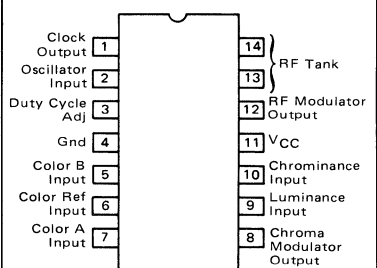 Clock
Output 1
Oscillator
Input 2
Duty Cycle
Adj 3
Gnd 4
Color B
Input 5
Color Ref
Input 6
Color A
Input 7
14
RF Tank
13
12 RF Modulator
Output
11 VCC
10 Chrominance
Input
9 Luminance
Input
8 Chroma
Modulator
Output